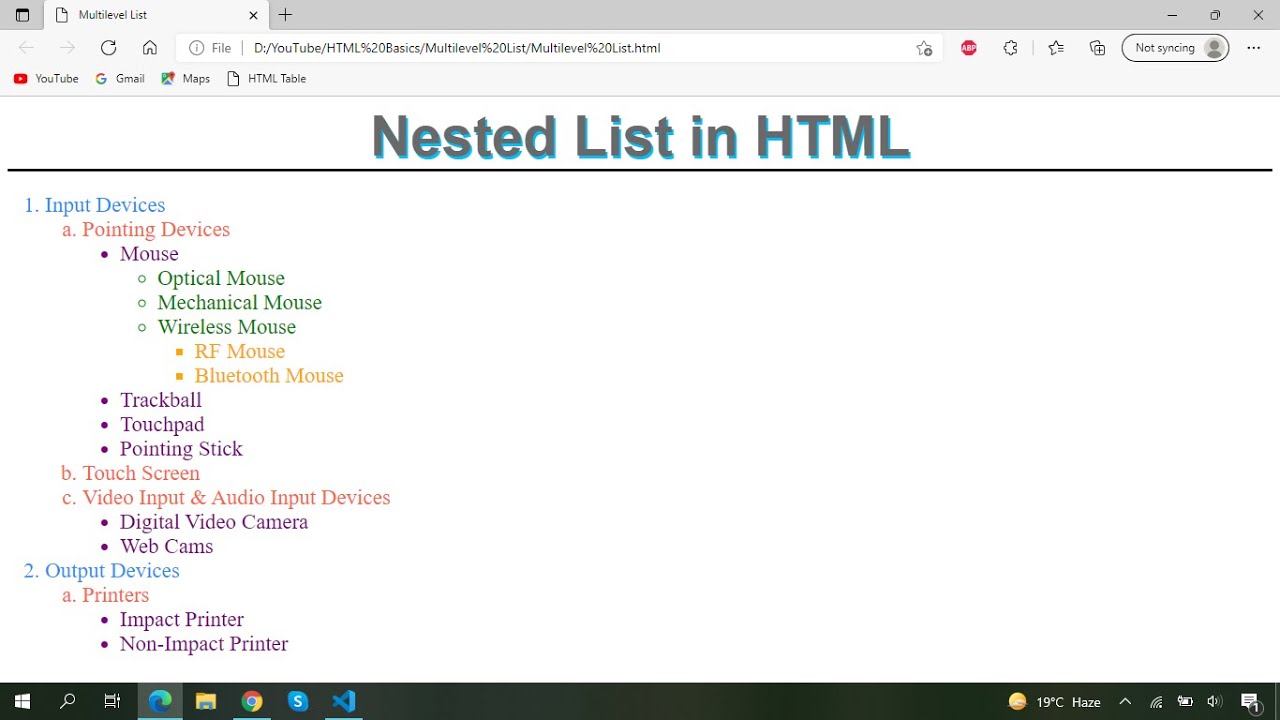 Multilevel List
File
D:/YouTube/HTML%20Basics/Multilevel%20List/Multilevel%20List.html
ABP
Not syncing
YouTube
Gmail
Maps
HTML Table
Nested List in HTML
1. Input Devices
a. Pointing Devices
• Mouse
○ Optical Mouse
○ Mechanical Mouse
○ Wireless Mouse
▪ RF Mouse
▪ Bluetooth Mouse
• Trackball
• Touchpad
• Pointing Stick
b. Touch Screen
c. Video Input & Audio Input Devices
• Digital Video Camera
• Web Cams
2. Output Devices
a. Printers
• Impact Printer
• Non-Impact Printer
19°C Haze
1